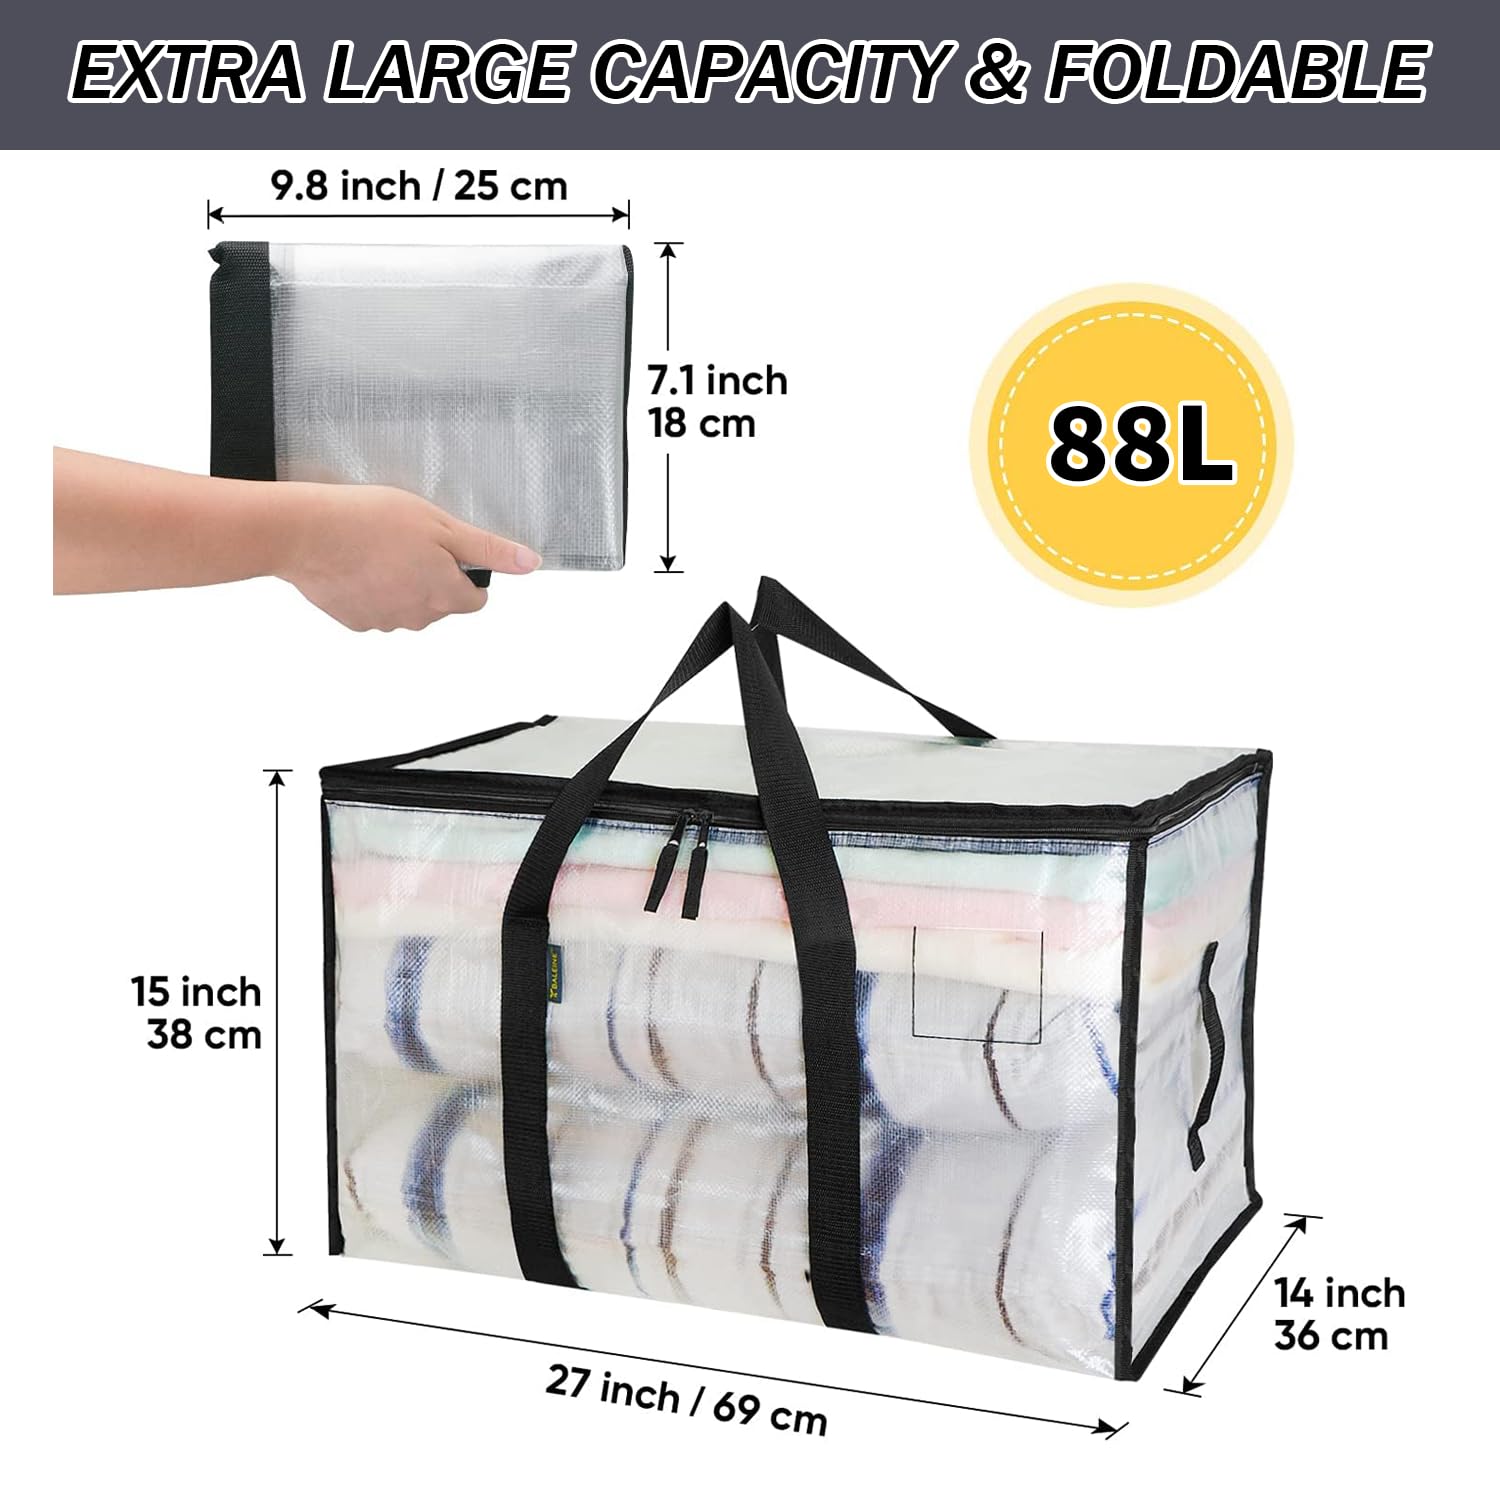 EXTRA LARGE CAPACITY & FOLDABLE
9.8 inch / 25 cm
7.1 inch
18 cm
88L
BALEINE
15 inch
38 cm
14 inch
36 cm
27 inch / 69 cm